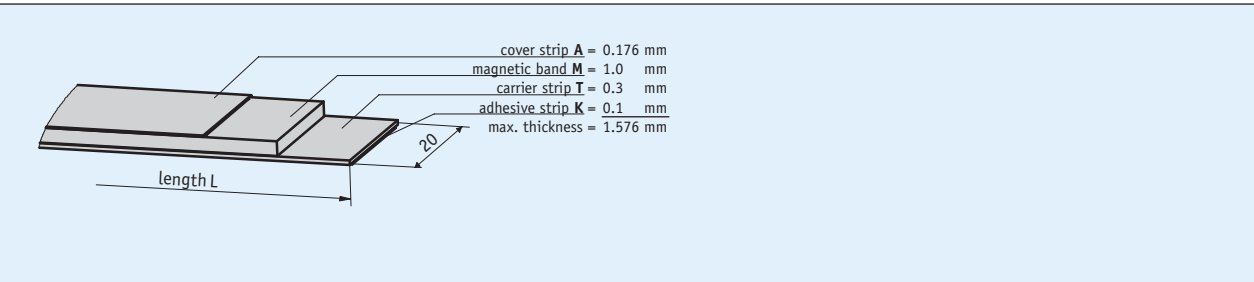 cover strip A = 0.176 mm
magnetic band M = 1.0 mm
carrier strip T = 0.3 mm
adhesive strip K = 0.1 mm
max. thickness = 1.576 mm
20
length L